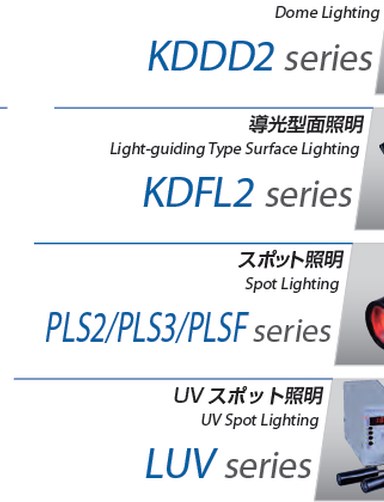 Dome Lighting
KDDD2 series
導光型面照明
Light-guiding Type Surface Lighting
KDFL2 series
スポット照明
Spot Lighting
PLS2/PLS3/PLSF series
UV スポット照明
UV Spot Lighting
LUV series